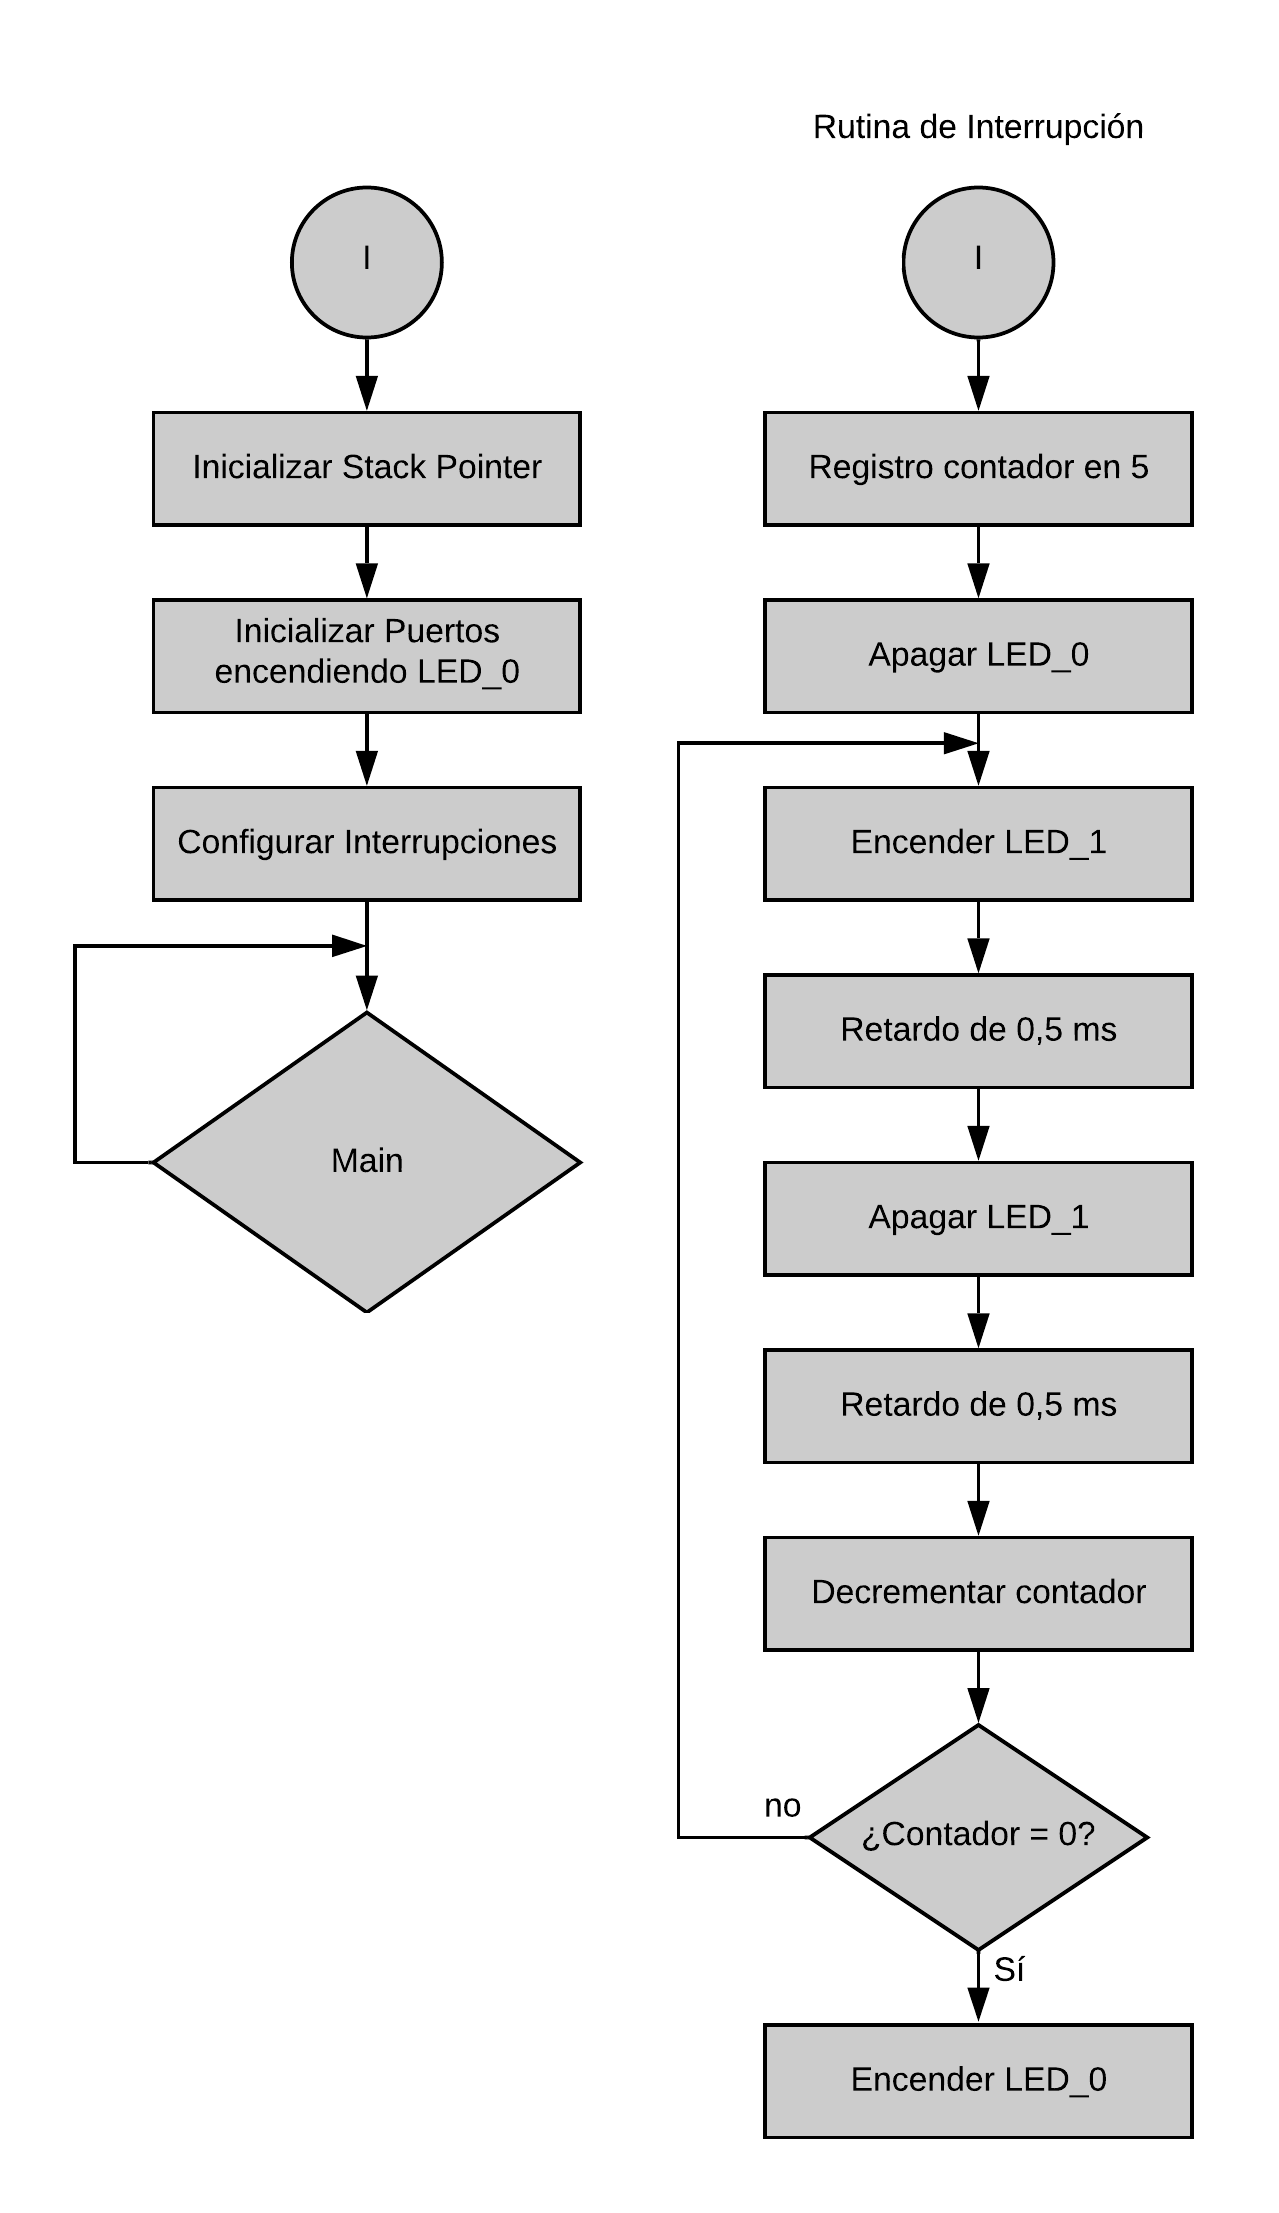 I
Inicializar Stack Pointer
Inicializar Puertos
encendiendo LED_0
Configurar Interrupciones
Main
Rutina de Interrupción
I
Registro contador en 5
Apagar LED_0
Encender LED_1
Retardo de 0,5 ms
Apagar LED_1
Retardo de 0,5 ms
Decrementar contador
¿Contador = 0?
no
Sí
Encender LED_0